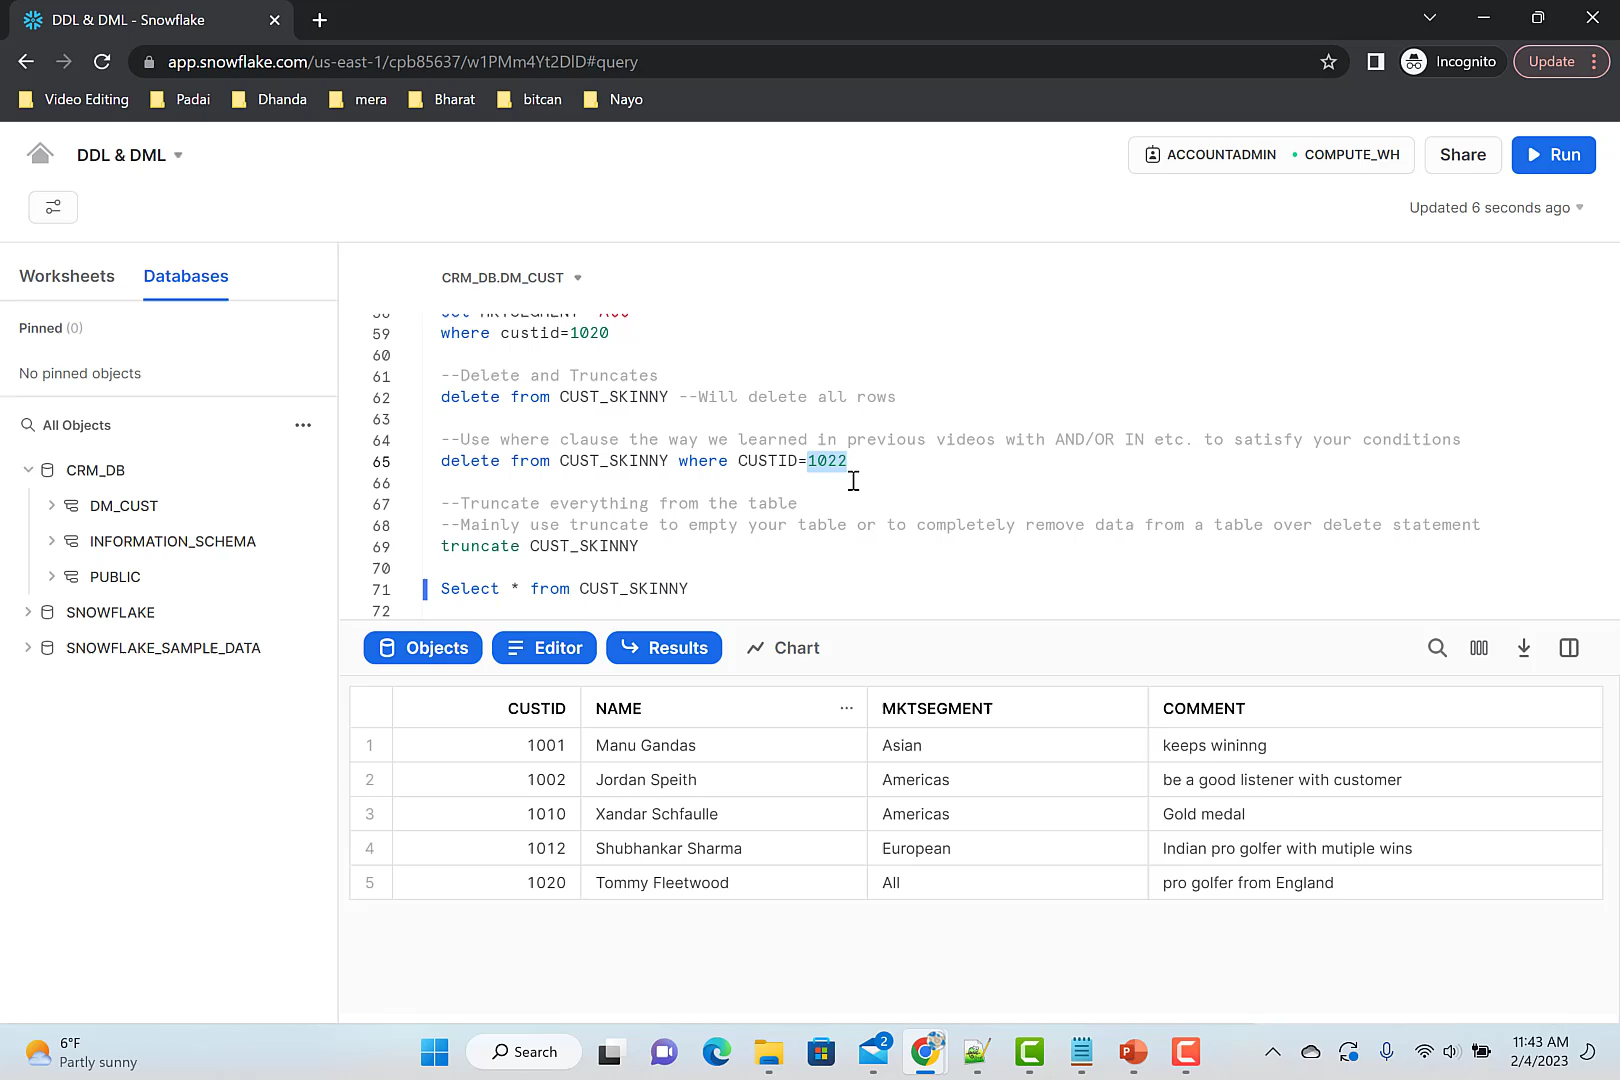 DDL & DML - Snowflake
app.snowflake.com/us-east-1/cpb85637/w1PMm4Yt2DlD#query
Incognito
Update
Video Editing
Padai
Dhanda
mera
Bharat
bitcan
Nayo
DDL & DML
ACCOUNTADMIN
COMPUTE_WH
Share
Run
Updated 6 seconds ago
Worksheets
Databases
Pinned (0)
No pinned objects
All Objects
CRM_DB
DM_CUST
INFORMATION_SCHEMA
PUBLIC
SNOWFLAKE
SNOWFLAKE_SAMPLE_DATA
CRM_DB.DM_CUST
59 where custid=1020
60
61 --Delete and Truncates
62 delete from CUST_SKINNY --Will delete all rows
63
64 --Use where clause the way we learned in previous videos with AND/OR IN etc. to satisfy your conditions
65 delete from CUST_SKINNY where CUSTID=1022
66
67 --Truncate everything from the table
68 --Mainly use truncate to empty your table or to completely remove data from a table over delete statement
69 truncate CUST_SKINNY
70
71 Select * from CUST_SKINNY
72
Objects
Editor
Results
Chart
CUSTID NAME ... MKTSEGMENT COMMENT
1 1001 Manu Gandas Asian keeps wininng
2 1002 Jordan Speith Americas be a good listener with customer
3 1010 Xandar Schfaulle Americas Gold medal
4 1012 Shubhankar Sharma European Indian pro golfer with mutiple wins
5 1020 Tommy Fleetwood All pro golfer from England
6°F
Partly sunny
Search
2
11:43 AM
2/4/2023